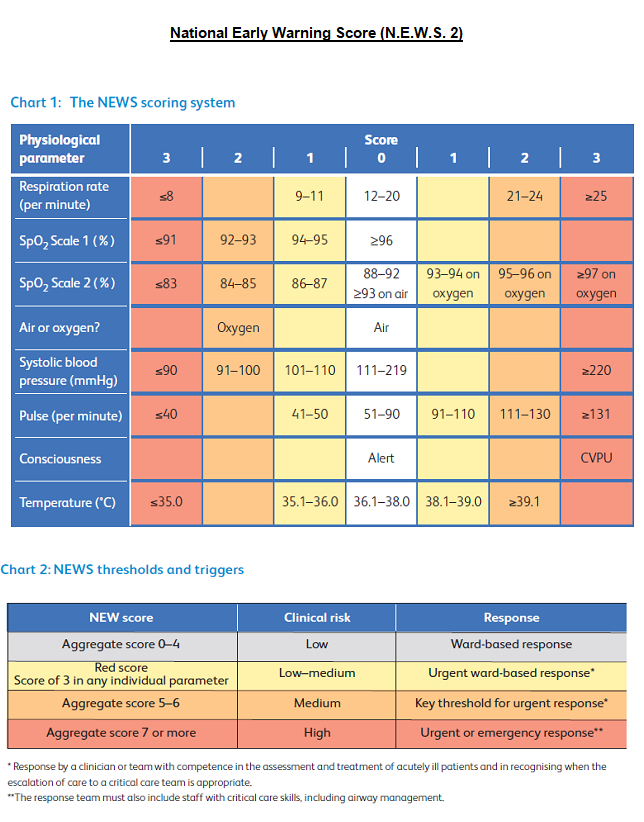 National Early Warning Score (N.E.W.S. 2)
Chart 1: The NEWS scoring system
Physiological parameter Score
3 2 1 0 1 2 3
Respiration rate (per minute) ≤8 9–11 12–20 21–24 ≥25
SpO2 Scale 1 (%) ≤91 92–93 94–95 ≥96
SpO2 Scale 2 (%) ≤83 84–85 86–87 88–92 ≥93 on air 93–94 on oxygen 95–96 on oxygen ≥97 on oxygen
Air or oxygen? Oxygen Air
Systolic blood pressure (mmHg) ≤90 91–100 101–110 111–219 ≥220
Pulse (per minute) ≤40 41–50 51–90 91–110 111–130 ≥131
Consciousness Alert CVPU
Temperature (°C) ≤35.0 35.1–36.0 36.1–38.0 38.1–39.0 ≥39.1
Chart 2: NEWS thresholds and triggers
NEW score Clinical risk Response
Aggregate score 0–4 Low Ward-based response
Red score
Score of 3 in any individual parameter Low–medium Urgent ward-based response*
Aggregate score 5–6 Medium Key threshold for urgent response*
Aggregate score 7 or more High Urgent or emergency response**
* Response by a clinician or team with competence in the assessment and treatment of acutely ill patients and in recognising when the
escalation of care to a critical care team is appropriate.
**The response team must also include staff with critical care skills, including airway management.